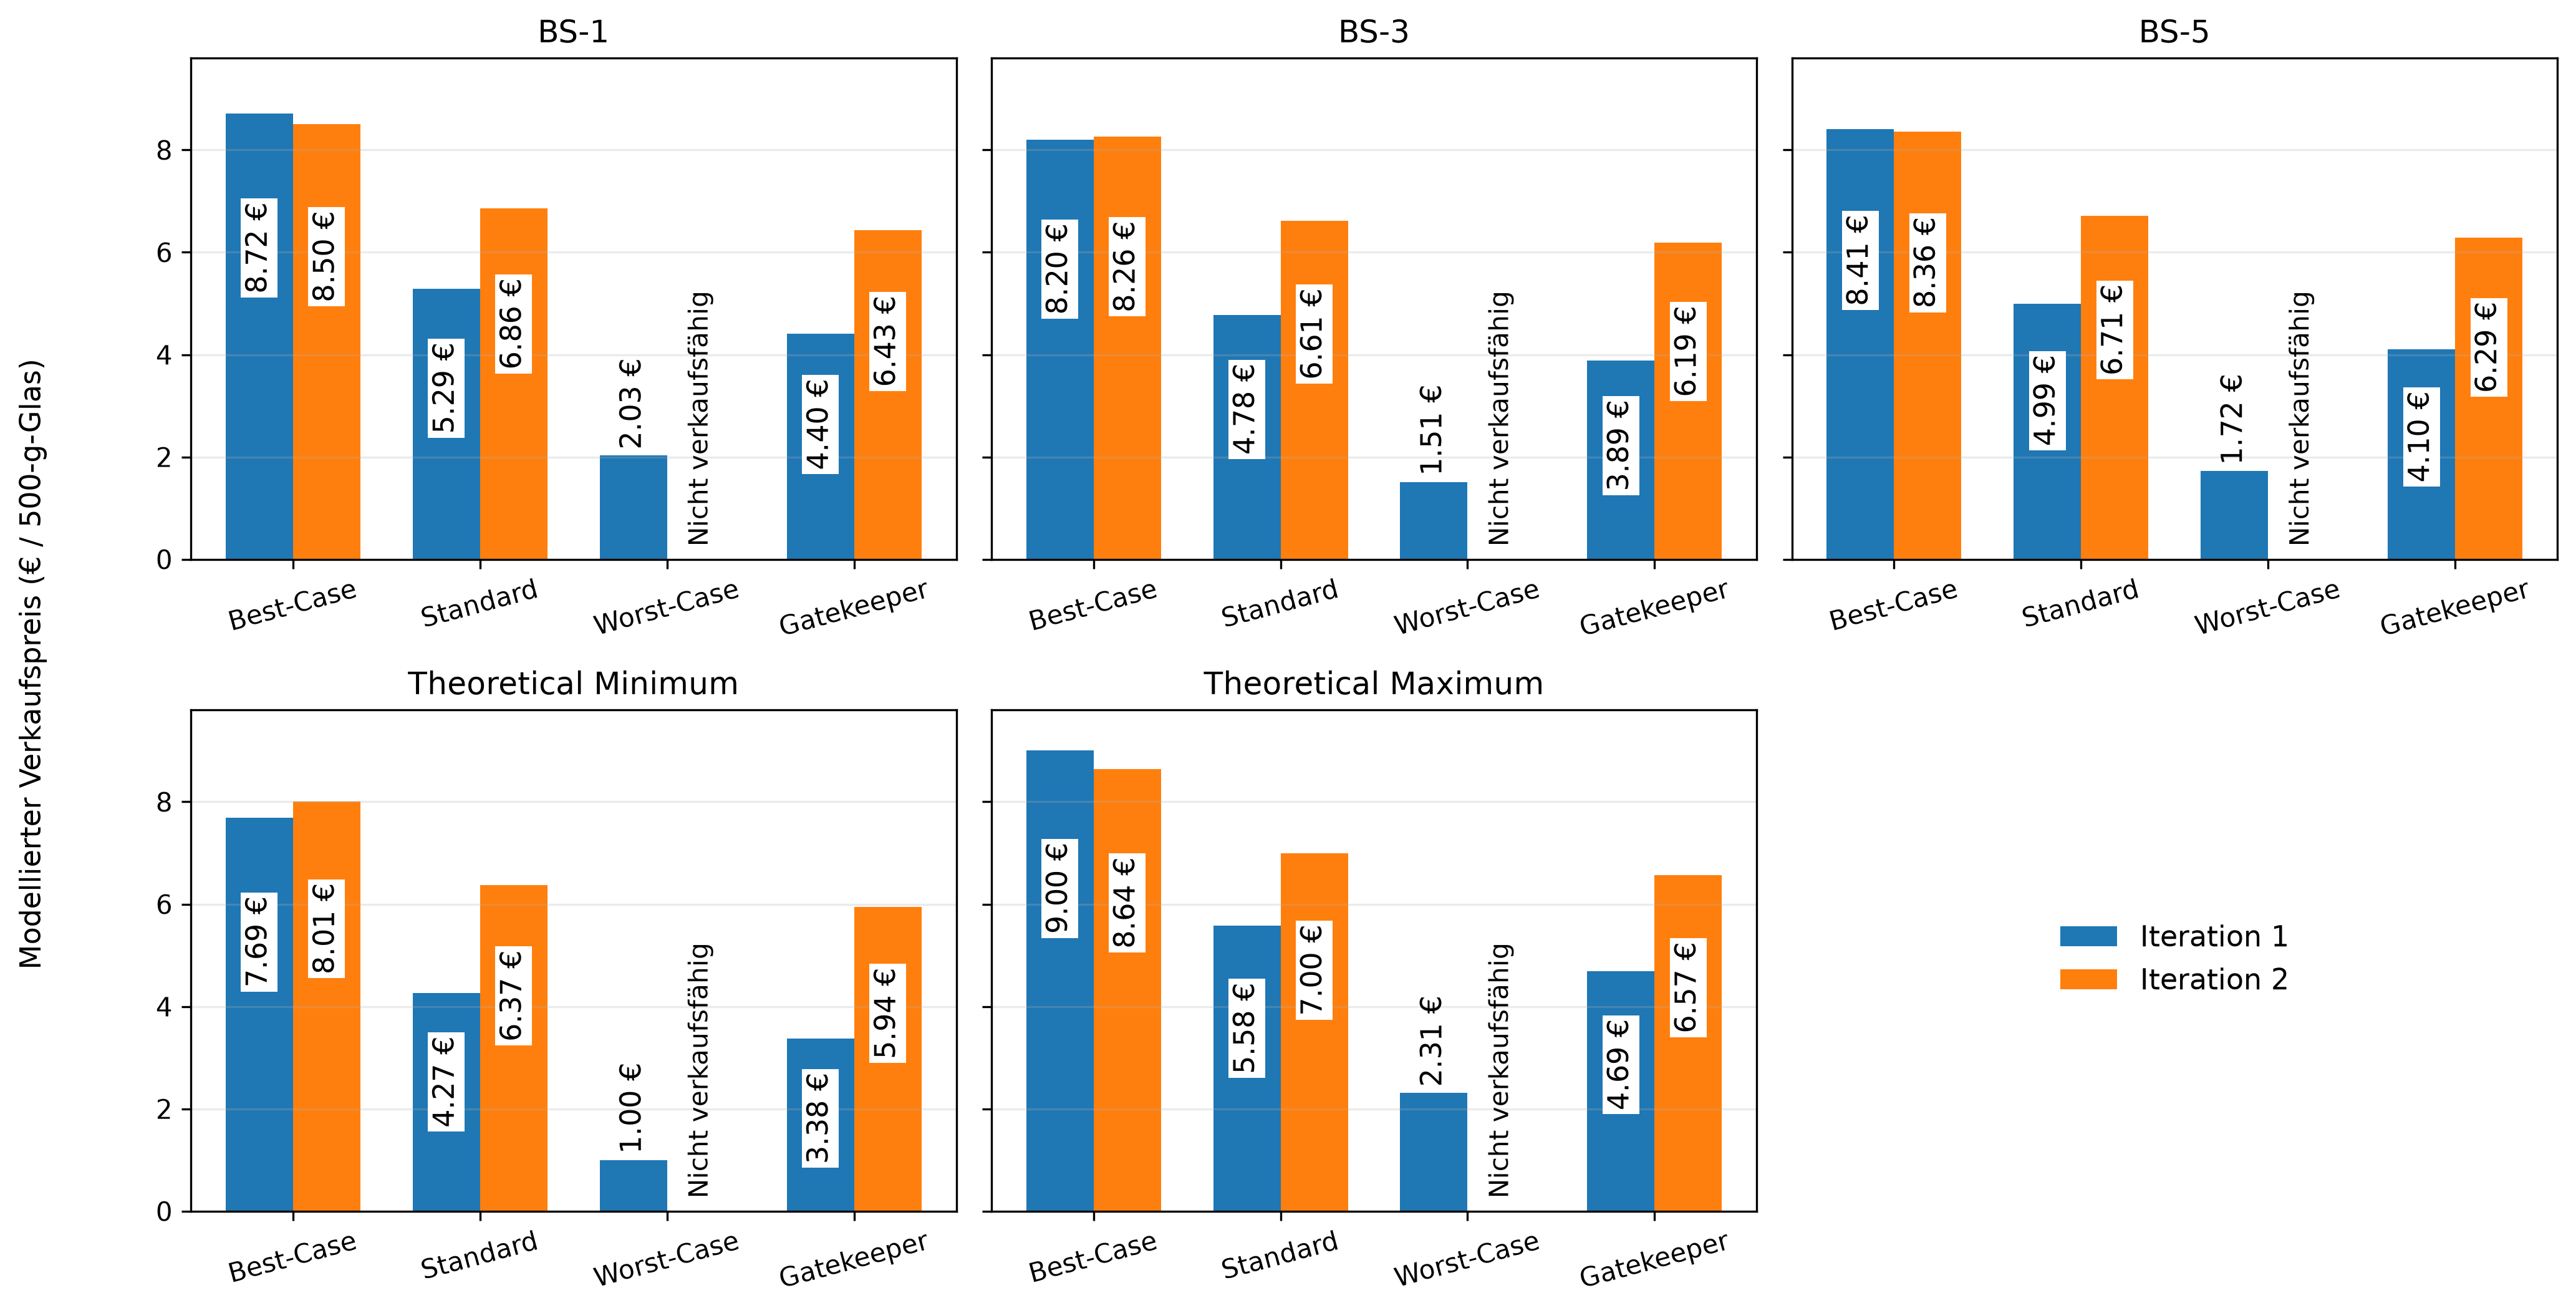 Modellierter Verkaufspreis (€ / 500-g-Glas)
BS-1
8
6
4
2
0
8.72 €
8.50 €
5.29 €
6.86 €
2.03 €
Nicht verkaufsfähig
4.40 €
6.43 €
Best-Case
Standard
Worst-Case
Gatekeeper
BS-3
8.20 €
8.26 €
4.78 €
6.61 €
1.51 €
Nicht verkaufsfähig
3.89 €
6.19 €
Best-Case
Standard
Worst-Case
Gatekeeper
BS-5
8.41 €
8.36 €
4.99 €
6.71 €
1.72 €
Nicht verkaufsfähig
4.10 €
6.29 €
Best-Case
Standard
Worst-Case
Gatekeeper
Theoretical Minimum
8
6
4
2
0
7.69 €
8.01 €
4.27 €
6.37 €
1.00 €
Nicht verkaufsfähig
3.38 €
5.94 €
Best-Case
Standard
Worst-Case
Gatekeeper
Theoretical Maximum
9.00 €
8.64 €
5.58 €
7.00 €
2.31 €
Nicht verkaufsfähig
4.69 €
6.57 €
Best-Case
Standard
Worst-Case
Gatekeeper
Iteration 1
Iteration 2